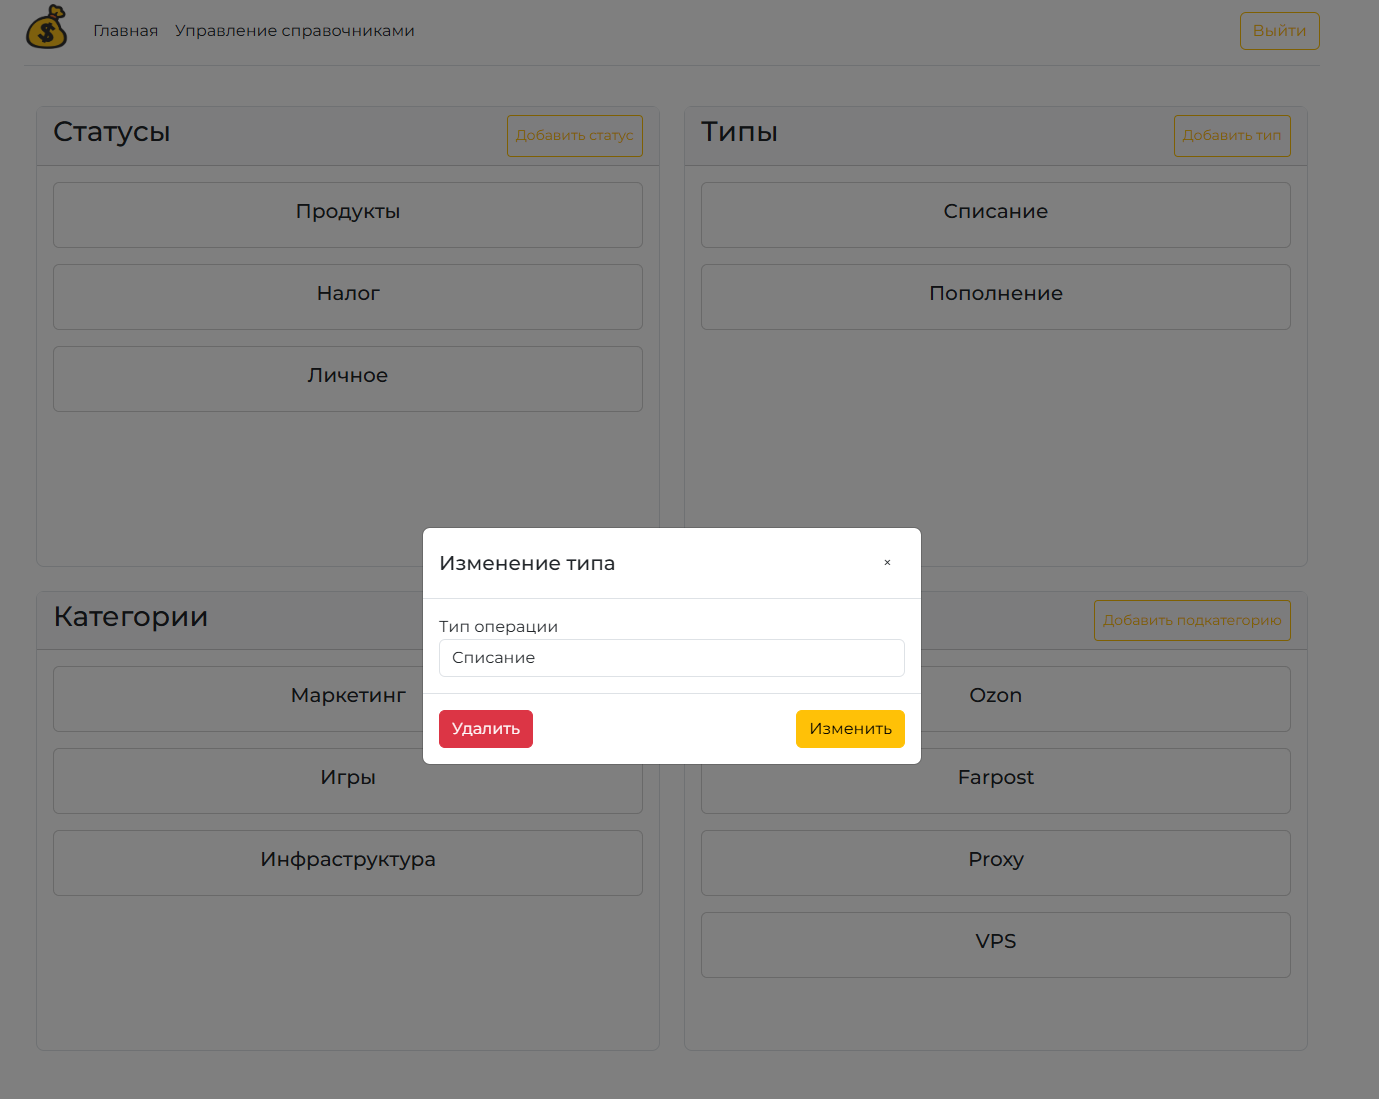 Главная
Управление справочниками
Выйти
Статусы
Добавить статус
Продукты
Налог
Личное
Типы
Добавить тип
Списание
Пополнение
Изменение типа
×
Тип операции
Списание
Удалить
Изменить
Категории
Маркетинг
Игры
Инфраструктура
Добавить подкатегорию
Ozon
Farpost
Proxy
VPS